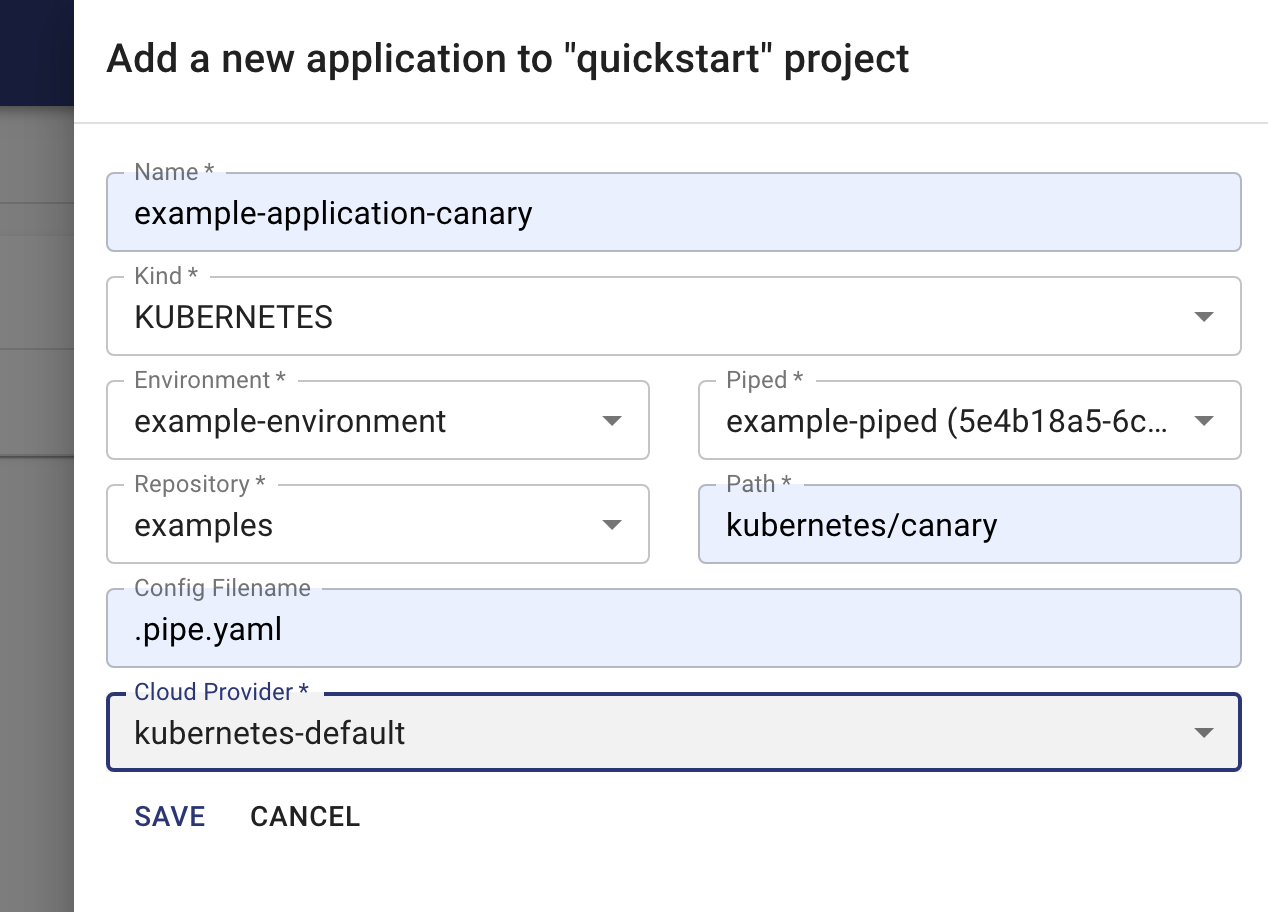 Add a new application to "quickstart" project
Name *
example-application-canary
Kind *
KUBERNETES
Environment *
example-environment
Piped *
example-piped (5e4b18a5-6c...
Repository *
examples
Path *
kubernetes/canary
Config Filename
.pipe.yaml
Cloud Provider *
kubernetes-default
SAVE CANCEL